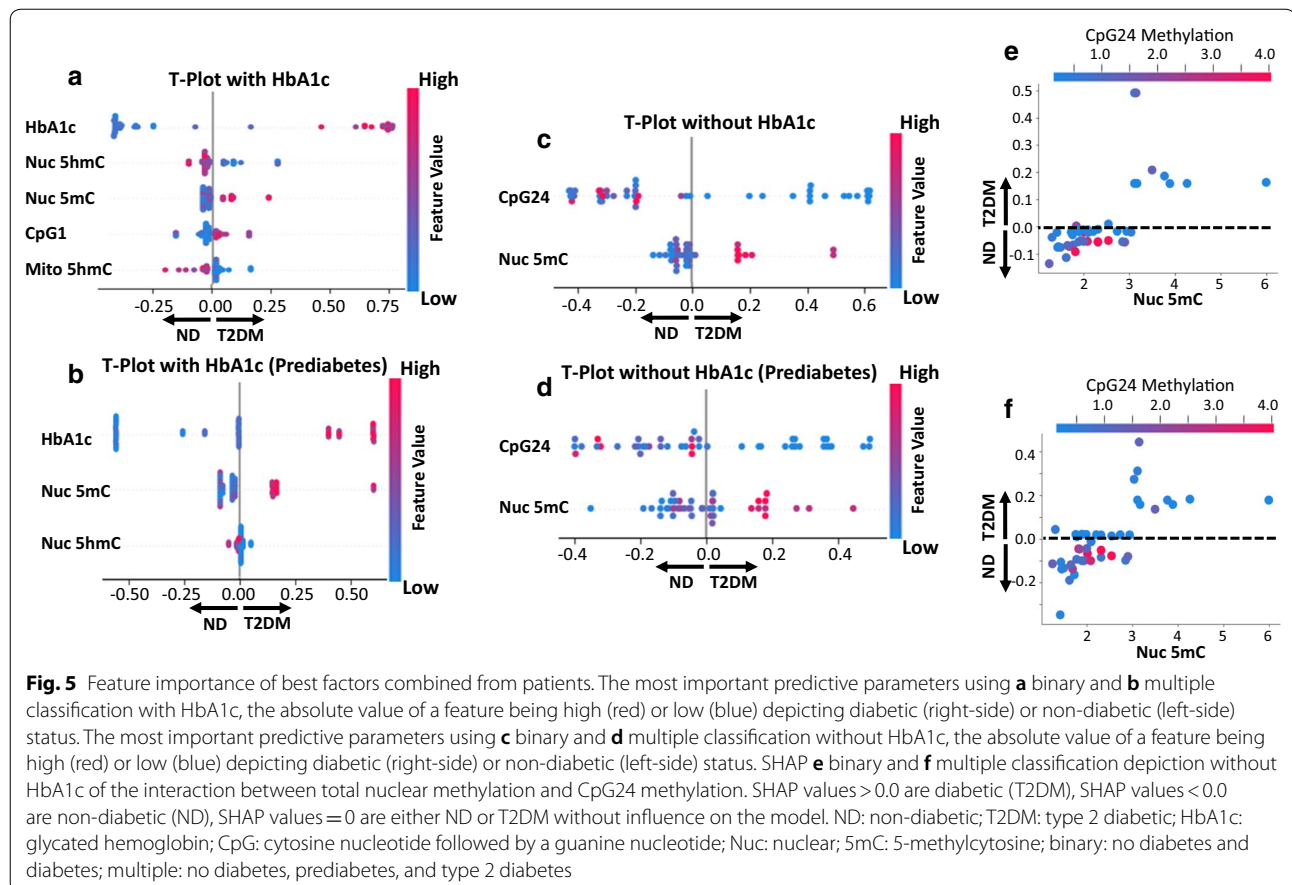 a
T-Plot with HbA1c
High
HbA1c
Nuc 5hmC
Nuc 5mC
CpG1
Mito 5hmC
Feature Value
Low
-0.25 0.00 0.25 0.50 0.75
ND T2DM
b
T-Plot with HbA1c (Prediabetes)
High
HbA1c
Nuc 5mC
Nuc 5hmC
Feature Value
Low
-0.50 -0.25 0.00 0.25 0.50
ND T2DM
c
T-Plot without HbA1c
High
CpG24
Nuc 5mC
Feature Value
Low
-0.4 -0.2 0.0 0.2 0.4 0.6
ND T2DM
d
T-Plot without HbA1c (Prediabetes)
High
CpG24
Nuc 5mC
Feature Value
Low
-0.4 -0.2 0.0 0.2 0.4
ND T2DM
e
CpG24 Methylation
1.0 2.0 3.0 4.0
0.5
0.4
0.3
0.2
0.1
0.0
-0.1
T2DM
ND
2 3 4 5 6
Nuc 5mC
f
CpG24 Methylation
1.0 2.0 3.0 4.0
0.4
0.2
0.0
-0.2
T2DM
ND
2 3 4 5 6
Nuc 5mC
Fig. 5 Feature importance of best factors combined from patients. The most important predictive parameters using a binary and b multiple
classification with HbA1c, the absolute value of a feature being high (red) or low (blue) depicting diabetic (right-side) or non-diabetic (left-side)
status. The most important predictive parameters using c binary and d multiple classification without HbA1c, the absolute value of a feature being
high (red) or low (blue) depicting diabetic (right-side) or non-diabetic (left-side) status. SHAP e binary and f multiple classification depiction without
HbA1c of the interaction between total nuclear methylation and CpG24 methylation. SHAP values > 0.0 are diabetic (T2DM), SHAP values < 0.0
are non-diabetic (ND), SHAP values = 0 are either ND or T2DM without influence on the model. ND: non-diabetic; T2DM: type 2 diabetic; HbA1c:
glycated hemoglobin; CpG: cytosine nucleotide followed by a guanine nucleotide; Nuc: nuclear; 5mC: 5-methylcytosine; binary: no diabetes and
diabetes; multiple: no diabetes, prediabetes, and type 2 diabetes